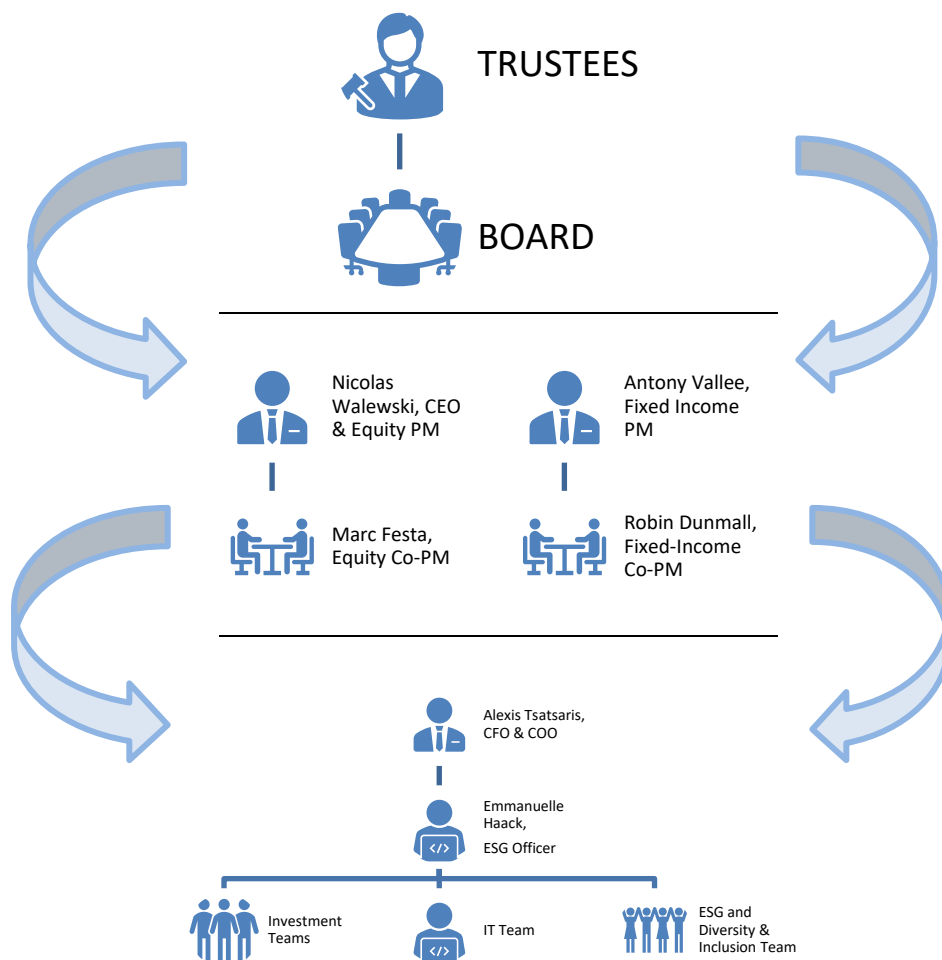 TRUSTEES
BOARD
Nicolas
Walewski, CEO
& Equity PM
Antony Vallee,
Fixed Income
PM
Marc Festa,
Equity Co-PM
Robin Dunmall,
Fixed-Income
Co-PM
Alexis Tsatsaris,
CFO & COO
Emmanuelle
Haack,
ESG Officer
</>
Investment
Teams
</>
IT Team
ESG and
Diversity &
Inclusion Team